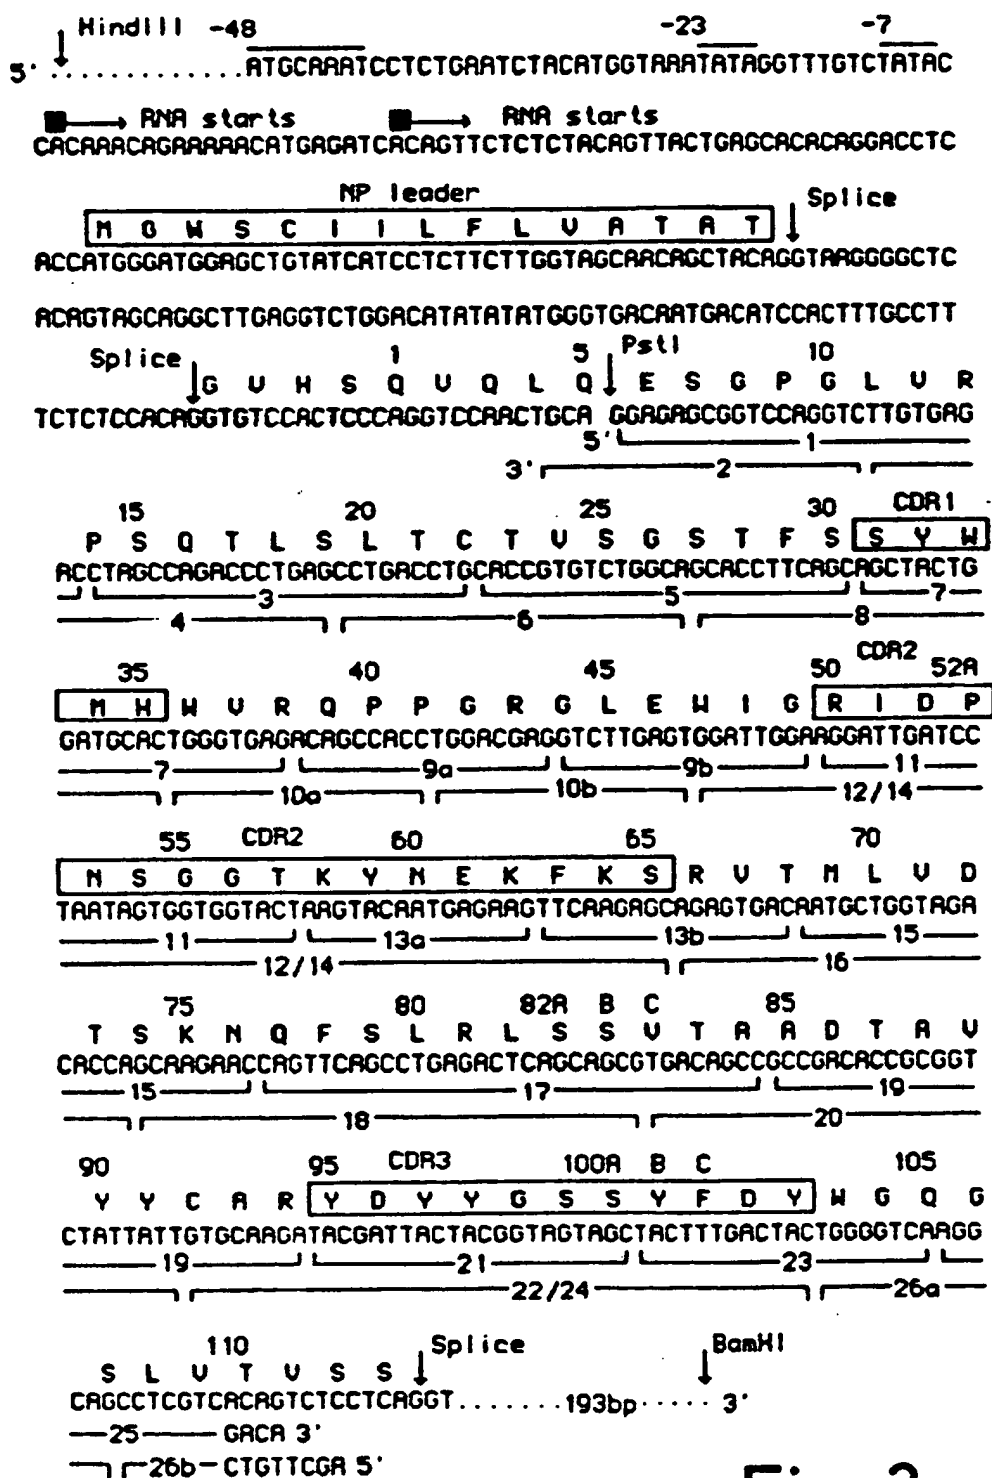 HindIII -48 -23 -7
5' .............ATGCAAATCCTCTGAATCTACATGGTAAATATAGGTTTGTCTATAC
RNA starts RNA starts
CACAAACAGAAAAACATGAGATCACAGTTCTCTCTACAGTTACTGAGCACACAGGACCTC
NP leader Splice
M G W S C I I L F L V A T A T
ACCATGGGATGGAGCTGTATCATCCTCTTCTTGGTAGCAACAGCTACAGGTAAGGGGCTC
ACAGTAGCAGGCTTGAGGTCTGGACATATATATGGGTGACAATGACATCCACTTTGCCTT
Splice 1 5 PstI 10
G V H S Q V Q L Q E S G P G L V R
TCTCTCCACAGGTGTCCACTCCCAGGTCCAACTGCA GGAGAGCGGTCCAGGTCTTGTGAG
5' 1
3' 2
15 20 25 30 CDR1
P S Q T L S L T C T V S G S T F S S Y W
ACCTAGCCAGACCCTGAGCCTGACCTGCACCGTGTCTGGCAGCACCTTCAGCAGCTACTG
3 5 7
4 6 8
35 40 45 50 CDR2 52A
M H W V R Q P P G R G L E W I G R I D P
GATGCACTGGGTGAGACAGCCACCTGGACGAGGTCTTGAGTGGATTGGAAGGATTGATCC
7 9a 9b 11
10a 10b 12/14
55 CDR2 60 65 70
N S G G T K Y N E K F K S R V T M L V D
TAATAGTGGTGGTACTAAGTACAATGAGAAGTTCAAGAGCAGAGTGACAATGCTGGTAGA
11 13a 13b 15
12/14 16
75 80 82A B C 85
T S K N Q F S L R L S S V T A A D T A V
CACCAGCAAGAACCAGTTCAGCCTGAGACTCAGCAGCGTGACAGCCGCCGACACCGCGGT
15 17 19
18 20
90 95 CDR3 100A B C 105
Y Y C A R Y D Y Y G S S Y F D Y W G Q G
CTATTATTGTGCAAGATACGATTACTACGGTAGTAGCTACTTTGACTACTGGGGTCAAGG
19 21 23
22/24 26a
110 Splice BamHI
S L V T V S S
CAGCCTCGTCACAGTCTCCTCAGGT.......193bp..... 3'
25 GACA 3'
26b CTGTTCGA 5'